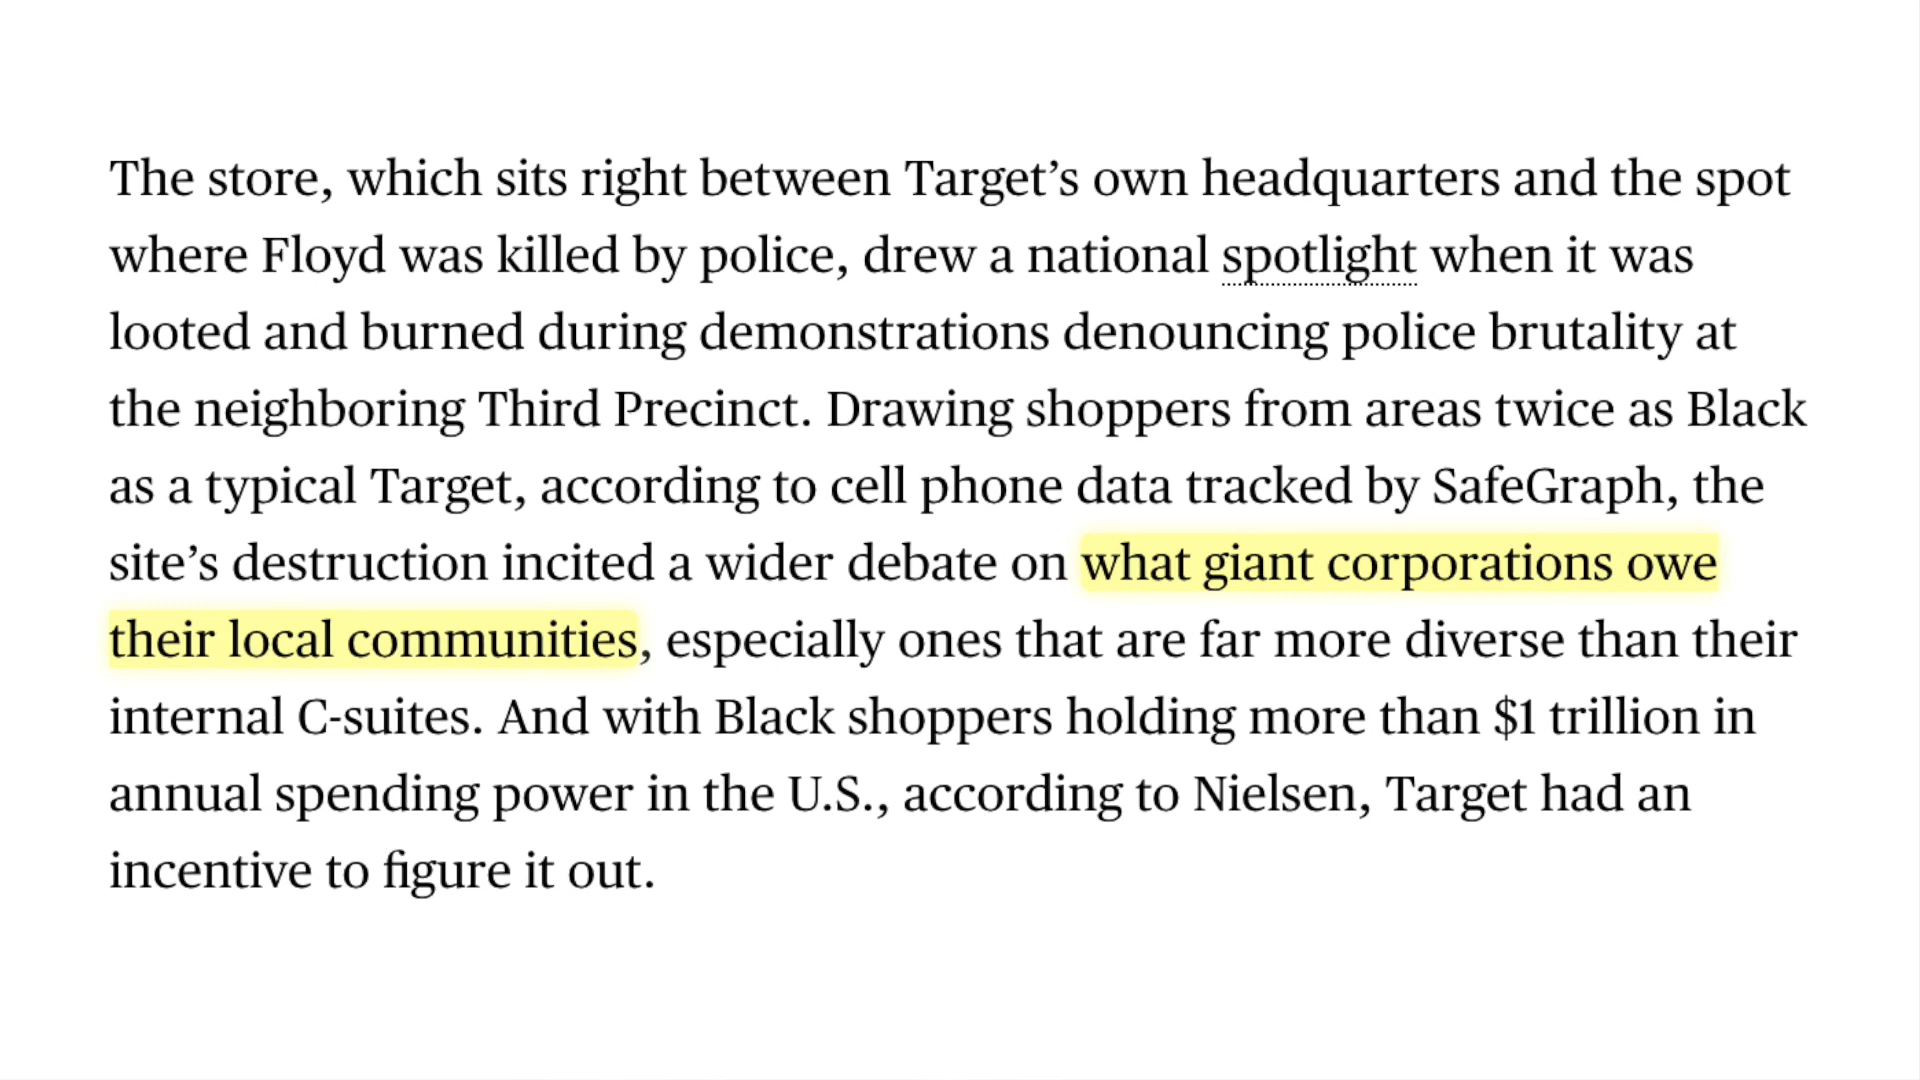 The store, which sits right between Target’s own headquarters and the spot
where Floyd was killed by police, drew a national spotlight when it was
looted and burned during demonstrations denouncing police brutality at
the neighboring Third Precinct. Drawing shoppers from areas twice as Black
as a typical Target, according to cell phone data tracked by SafeGraph, the
site’s destruction incited a wider debate on what giant corporations owe
their local communities, especially ones that are far more diverse than their
internal C-suites. And with Black shoppers holding more than $1 trillion in
annual spending power in the U.S., according to Nielsen, Target had an
incentive to figure it out.